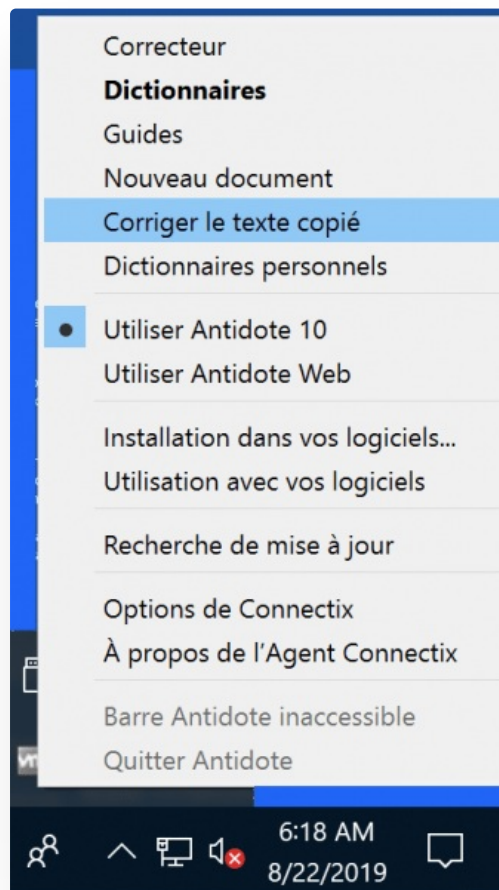 Correcteur
Dictionnaires
Guides
Nouveau document
Corriger le texte copié
Dictionnaires personnels
Utiliser Antidote 10
Utiliser Antidote Web
Installation dans vos logiciels...
Utilisation avec vos logiciels
Recherche de mise à jour
Options de Connectix
À propos de l'Agent Connectix
Barre Antidote inaccessible
Quitter Antidote
6:18 AM
8/22/2019